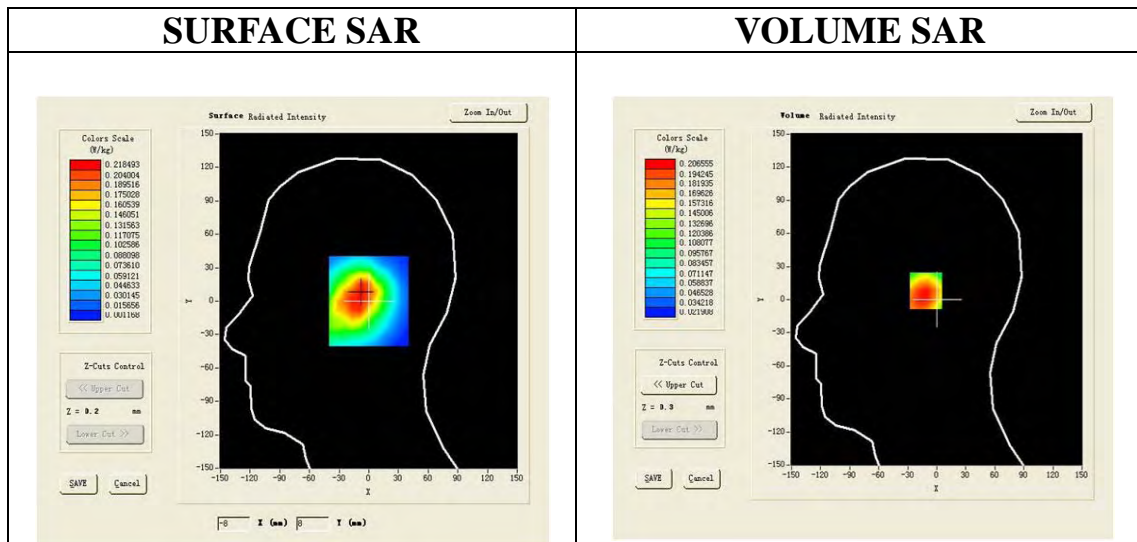 SURFACE SAR
VOLUME SAR
Surface Radiated Intensity
Zoom In/Out
Colors Scale
(W/kg)
0.218493
0.204004
0.189516
0.175028
0.160539
0.146051
0.131563
0.117075
0.102586
0.088098
0.073610
0.059121
0.044633
0.030145
0.015656
0.001168
150
120
90
60
30
0
-30
-60
-90
-120
-150
Y
-150 -120 -90 -60 -30 0 30 60 90 120 150
X
Z-Cuts Control
<< Upper Cut
Z = 0.2 mm
Lower Cut >>
SAVE Cancel
-8 X (mm) 8 Y (mm)
Volume Radiated Intensity
Zoom In/Out
Colors Scale
(W/kg)
0.206555
0.194245
0.181935
0.169626
0.157316
0.145006
0.132696
0.120386
0.108077
0.095767
0.083457
0.071147
0.058837
0.046528
0.034218
0.021908
150
120
90
60
30
0
-30
-60
-90
-120
-150
Y
-150 -120 -90 -60 -30 0 30 60 90 120 150
X
Z-Cuts Control
<< Upper Cut
Z = 0.3 mm
Lower Cut >>
SAVE Cancel